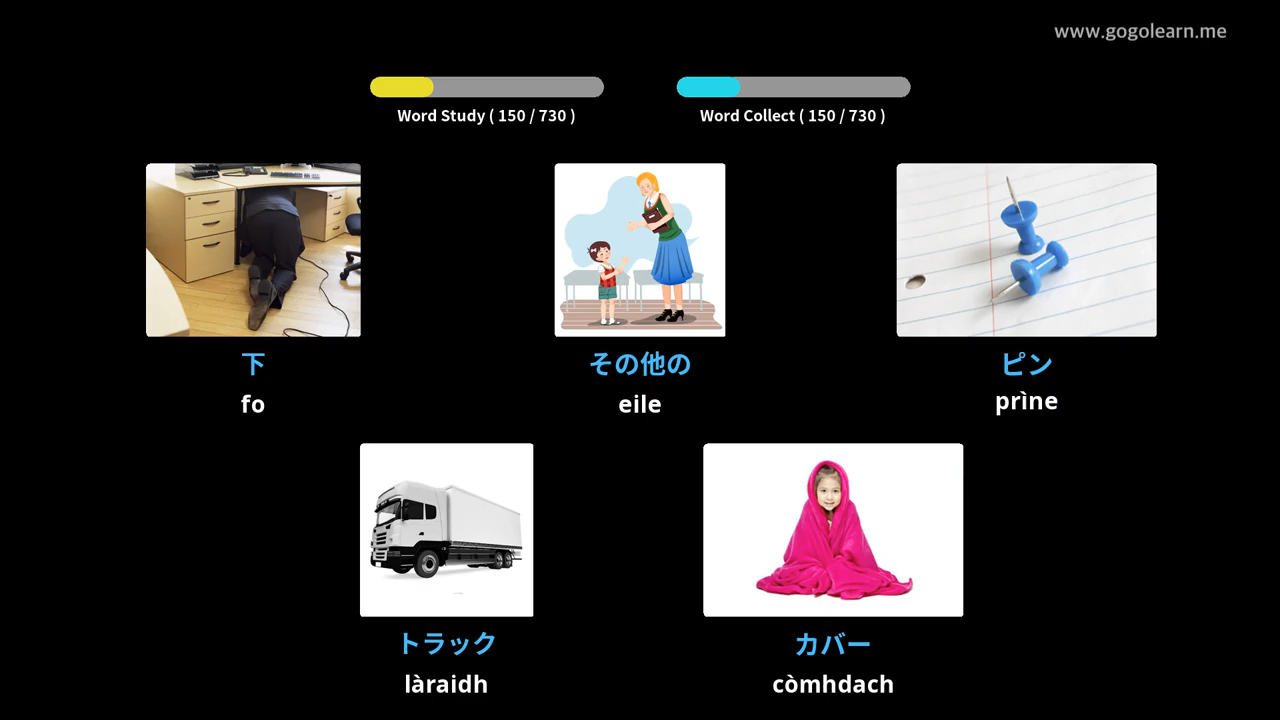 www.gogolearn.me
Word Study ( 150 / 730 )
Word Collect ( 150 / 730 )
下
fo
その他の
eile
ピン
prìne
トラック
làraidh
カバー
còmhdach